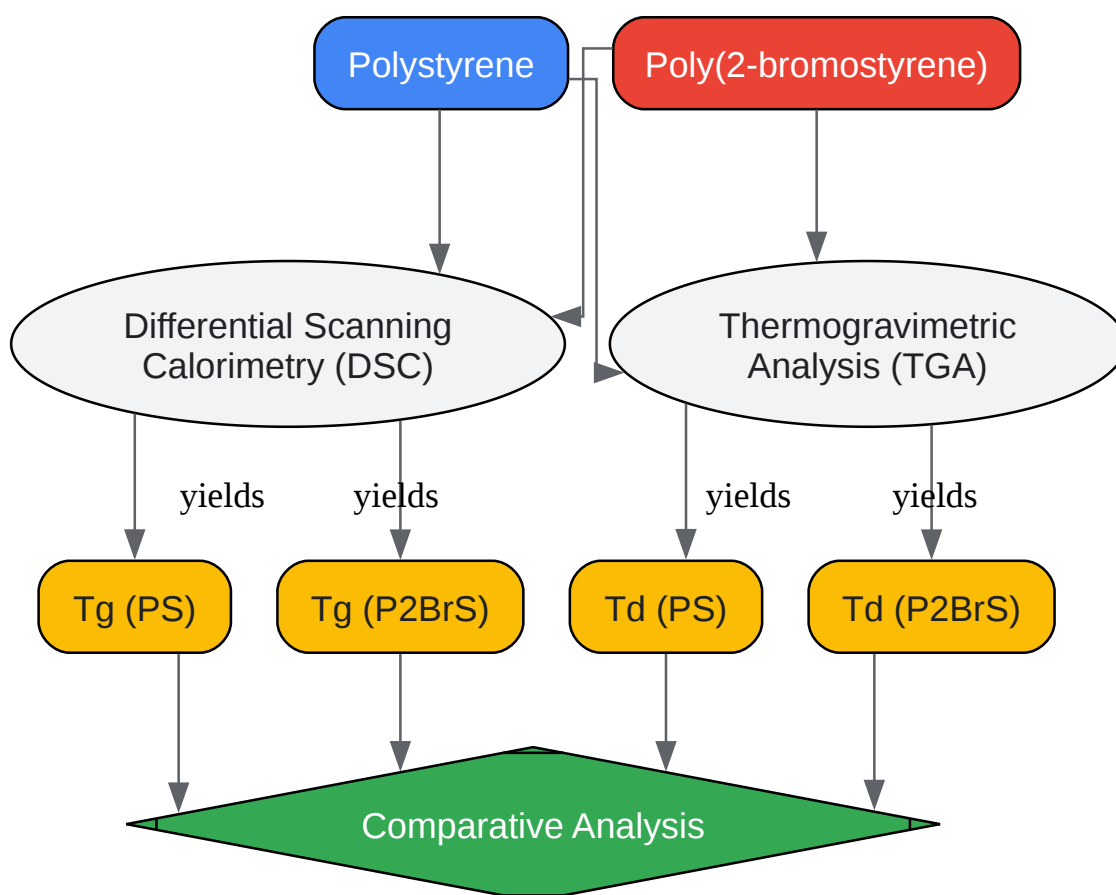 Polystyrene
Poly(2-bromostyrene)
Differential Scanning
Calorimetry (DSC)
Thermogravimetric
Analysis (TGA)
yields
yields
yields
yields
Tg (PS)
Tg (P2BrS)
Td (PS)
Td (P2BrS)
Comparative Analysis